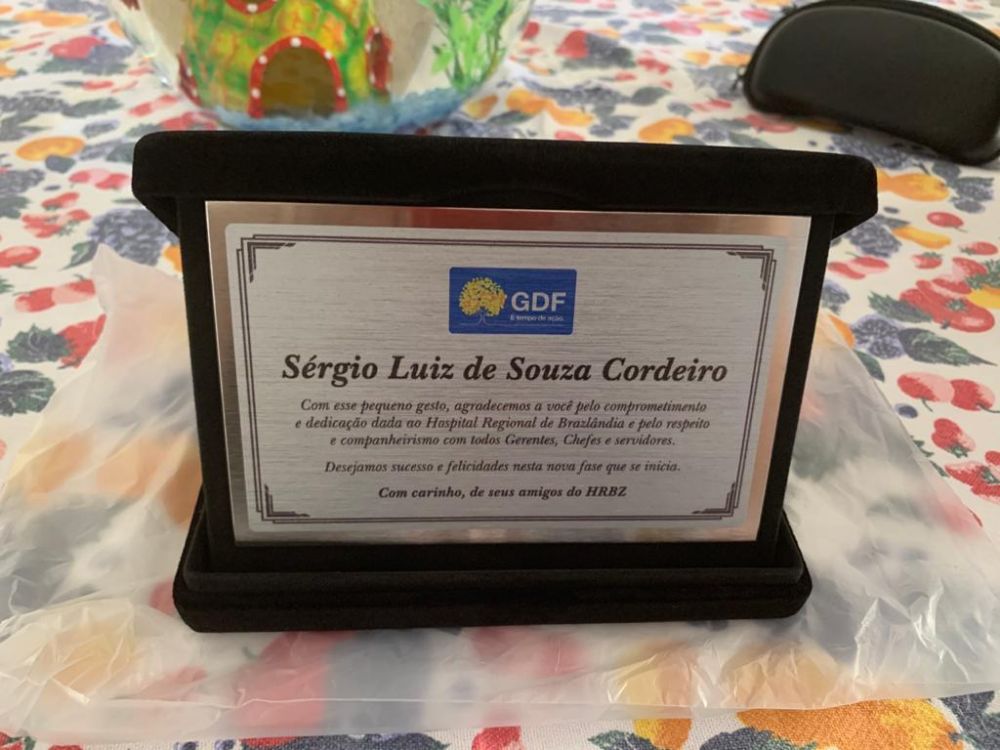 GDF
É tempo de ação.
Sérgio Luiz de Souza Cordeiro
Com esse pequeno gesto, agradecemos a você pelo comprometimento
e dedicação dada ao Hospital Regional de Brazlândia e pelo respeito
e companheirismo com todos Gerentes, Chefes e servidores.
Desejamos sucesso e felicidades nesta nova fase que se inicia.
Com carinho, de seus amigos do HRBZ